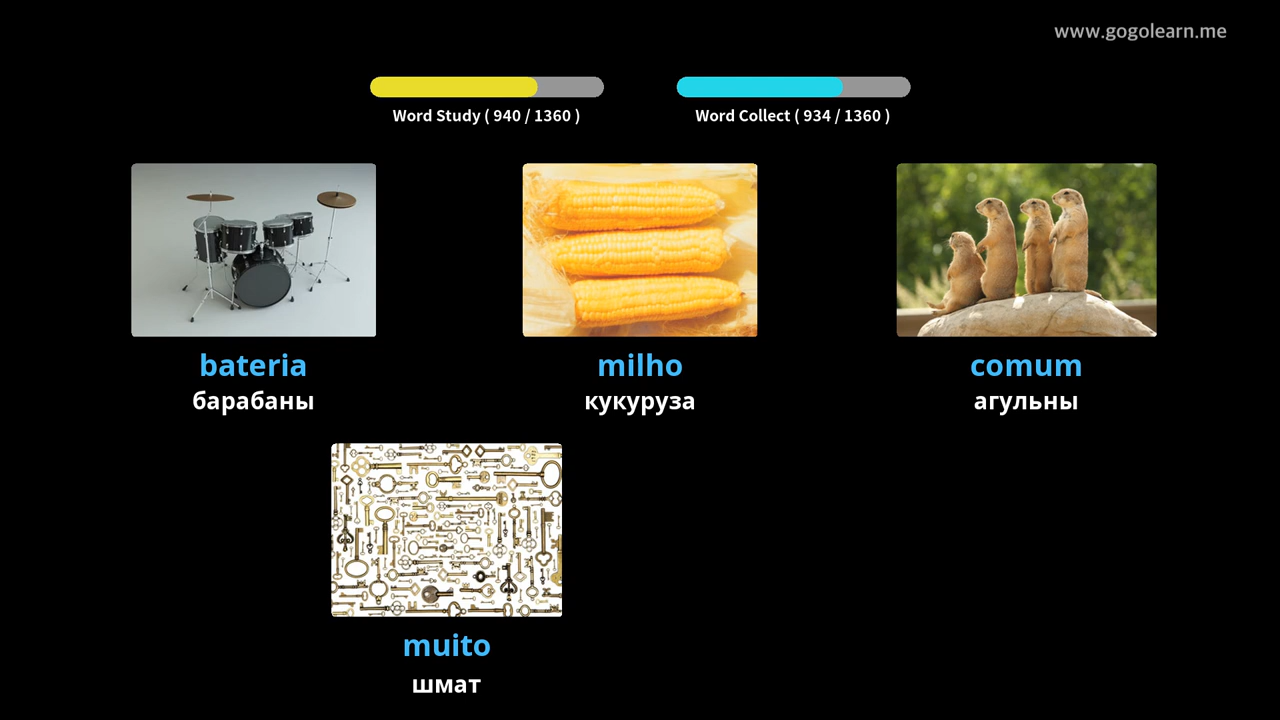 www.gogolearn.me
Word Study ( 940 / 1360 )
Word Collect ( 934 / 1360 )
bateria
барабаны
milho
кукуруза
comum
агульны
muito
шмат